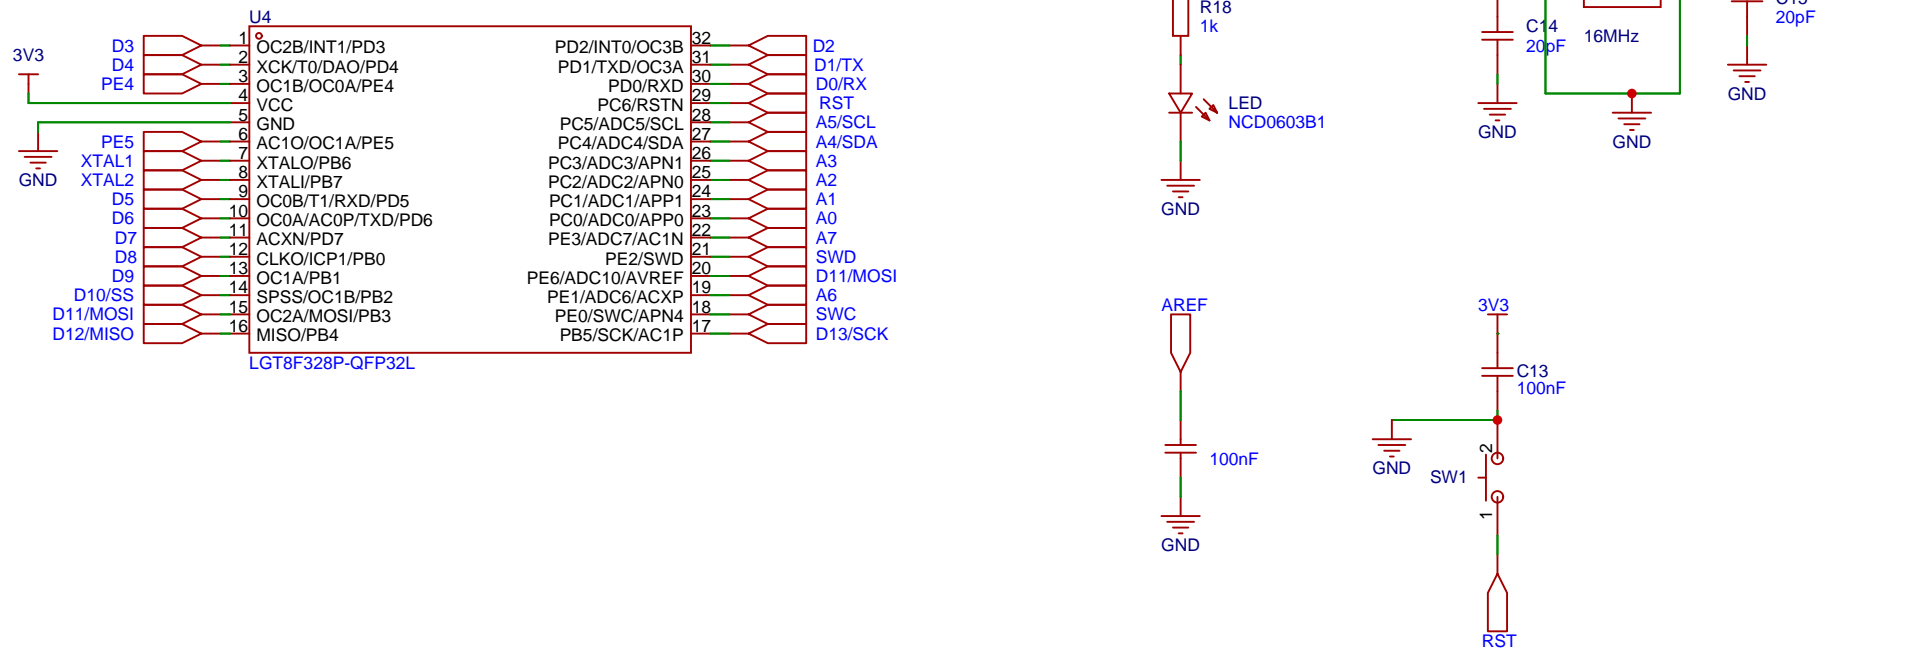 U4
3V3
GND
D3
D4
PE4
PE5
XTAL1
XTAL2
D5
D6
D7
D8
D9
D10/SS
D11/MOSI
D12/MISO
1 OC2B/INT1/PD3
2 XCK/T0/DAO/PD4
3 OC1B/OC0A/PE4
4 VCC
5 GND
6 AC1O/OC1A/PE5
7 XTALO/PB6
8 XTALI/PB7
9 OC0B/T1/RXD/PD5
10 OC0A/AC0P/TXD/PD6
11 ACXN/PD7
12 CLKO/ICP1/PB0
13 OC1A/PB1
14 SPSS/OC1B/PB2
15 OC2A/MOSI/PB3
16 MISO/PB4
PD2/INT0/OC3B 32
PD1/TXD/OC3A 31
PD0/RXD 30
PC6/RSTN 29
PC5/ADC5/SCL 28
PC4/ADC4/SDA 27
PC3/ADC3/APN1 26
PC2/ADC2/APN0 25
PC1/ADC1/APP1 24
PC0/ADC0/APP0 23
PE3/ADC7/AC1N 22
PE2/SWD 21
PE6/ADC10/AVREF 20
PE1/ADC6/ACXP 19
PE0/SWC/APN4 18
PB5/SCK/AC1P 17
D2
D1/TX
D0/RX
RST
A5/SCL
A4/SDA
A3
A2
A1
A0
A7
SWD
D11/MOSI
A6
SWC
D13/SCK
LGT8F328P-QFP32L
R18
1k
LED
NCD0603B1
GND
C14
20pF
GND
16MHz
GND
20pF
GND
AREF
100nF
GND
3V3
C13
100nF
GND
2
SW1
1
RST